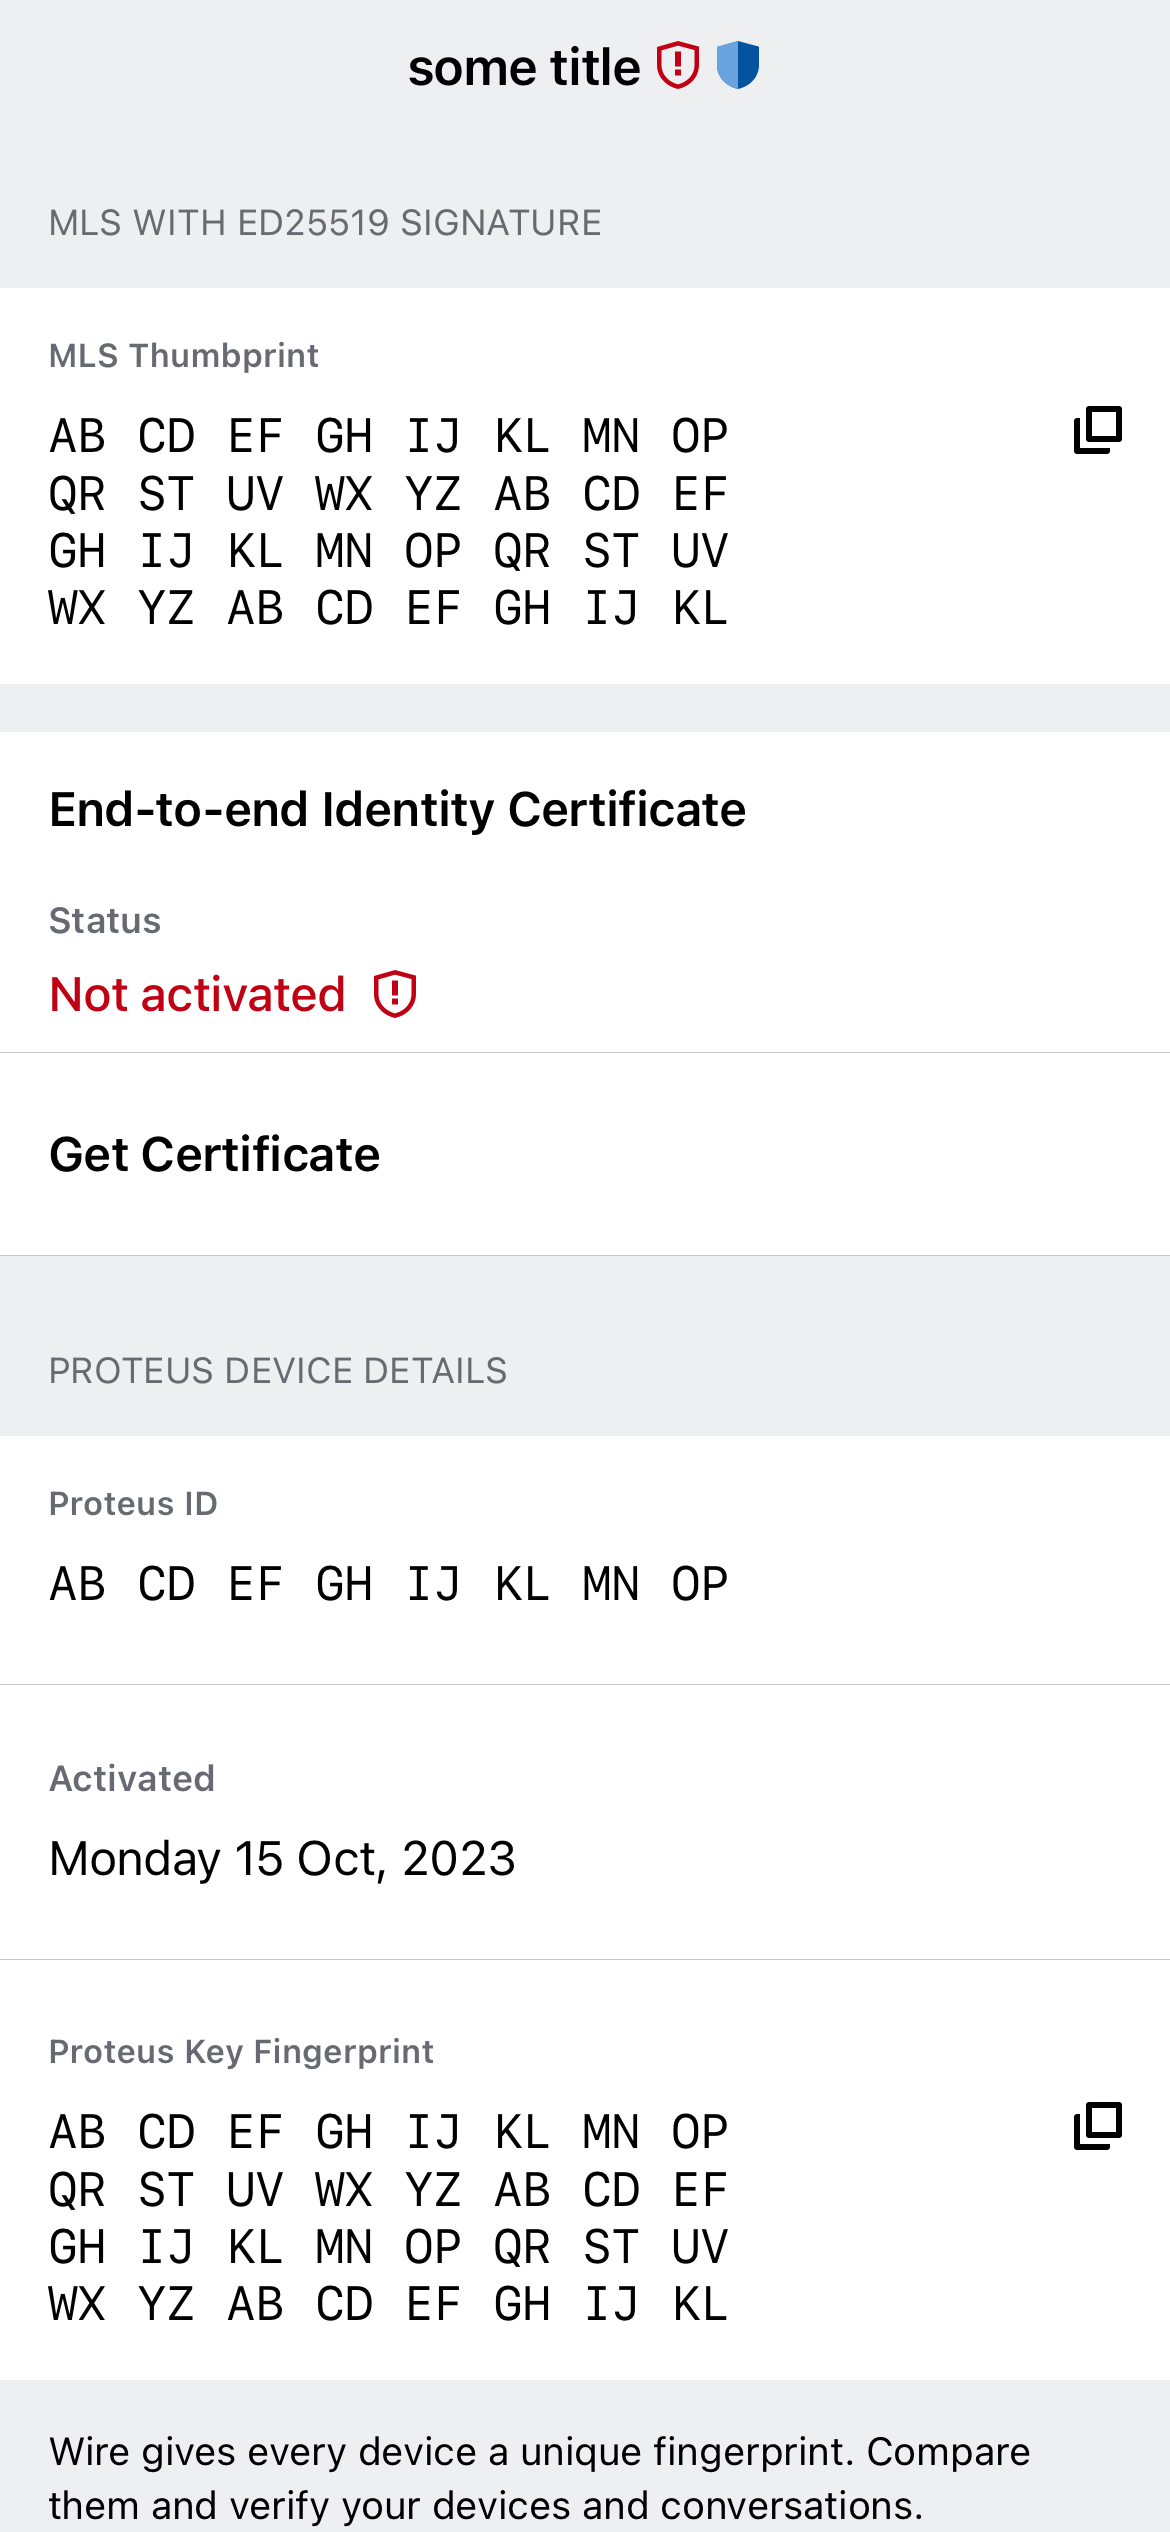 some title
MLS WITH ED25519 SIGNATURE
MLS Thumbprint
AB CD EF GH IJ KL MN OP
QR ST UV WX YZ AB CD EF
GH IJ KL MN OP QR ST UV
WX YZ AB CD EF GH IJ KL
End-to-end Identity Certificate
Status
Not activated
Get Certificate
PROTEUS DEVICE DETAILS
Proteus ID
AB CD EF GH IJ KL MN OP
Activated
Monday 15 Oct, 2023
Proteus Key Fingerprint
AB CD EF GH IJ KL MN OP
QR ST UV WX YZ AB CD EF
GH IJ KL MN OP QR ST UV
WX YZ AB CD EF GH IJ KL
Wire gives every device a unique fingerprint. Compare
them and verify your devices and conversations.